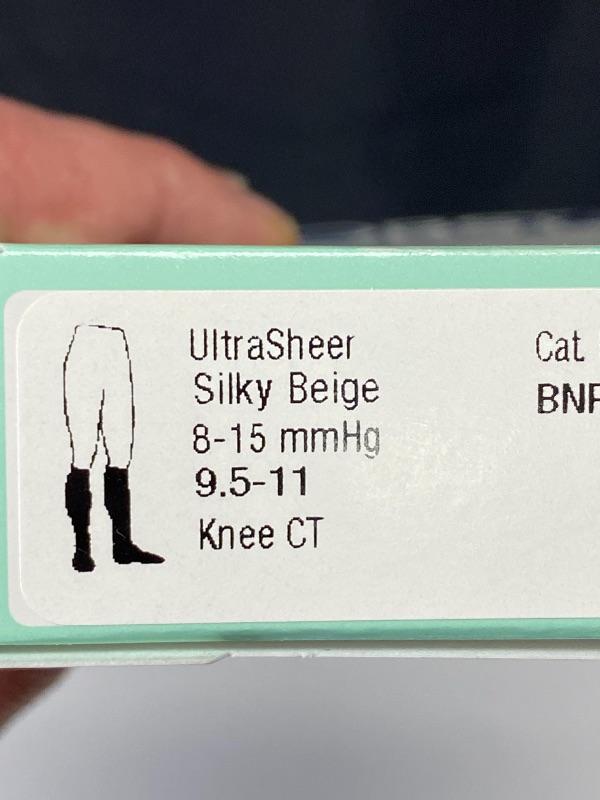 UltraSheer
Silky Beige
8-15 mmHg
9.5-11
Knee CT
Cat